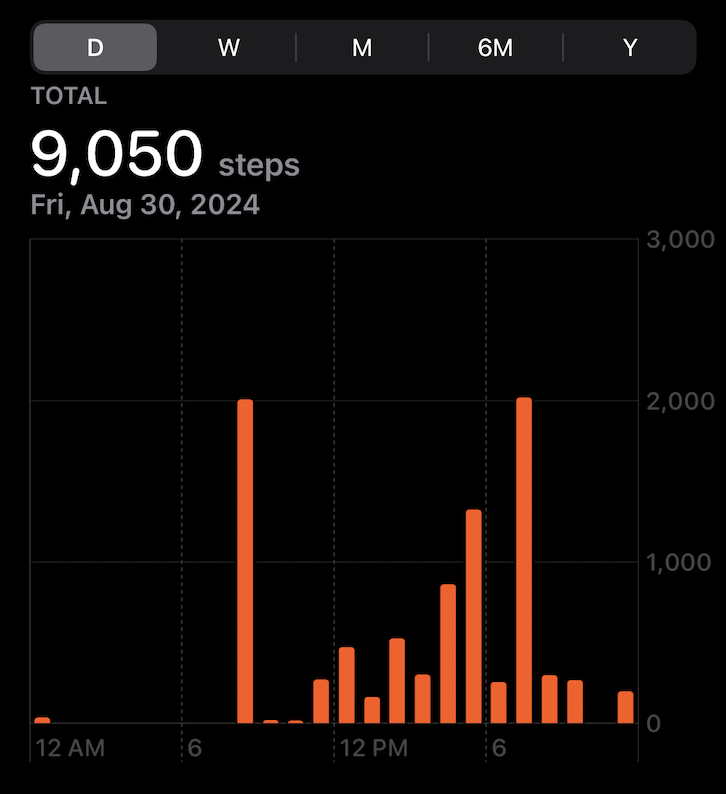 D W M 6M Y
TOTAL
9,050 steps
Fri, Aug 30, 2024
3,000
2,000
1,000
0
12 AM 6 12 PM 6